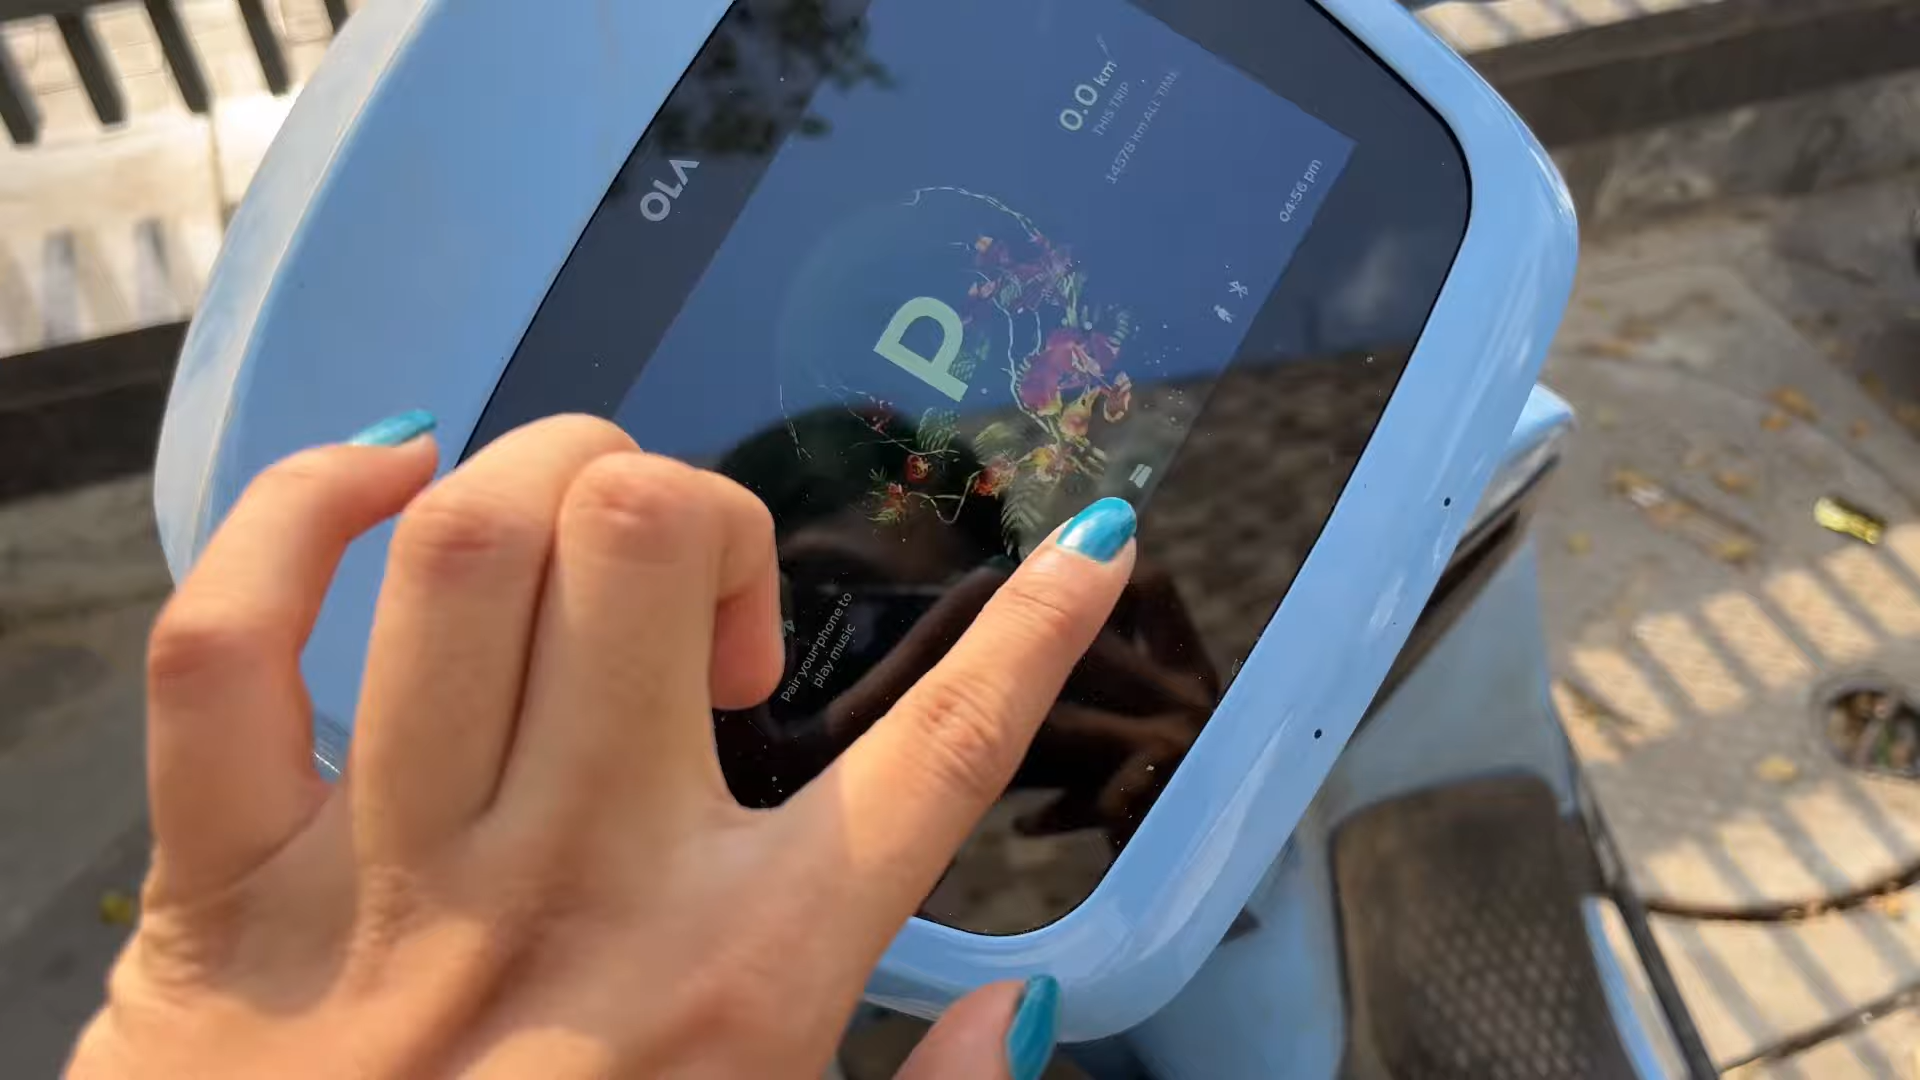 OLA
0.0 km
THIS TRIP
14578 km ALL TIME
04:56 pm
P
Pair your phone to
play music